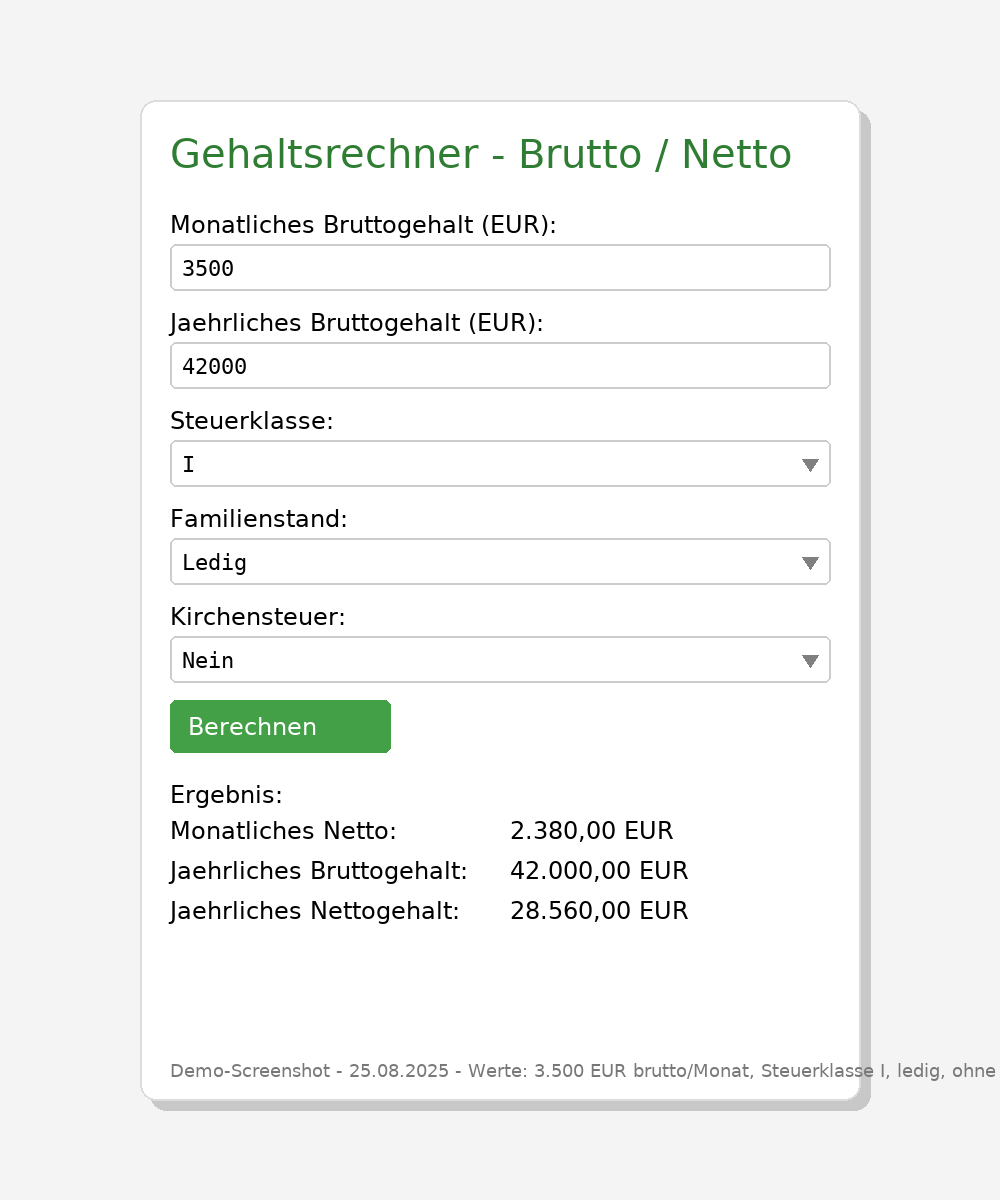 Gehaltsrechner - Brutto / Netto
Monatliches Bruttogehalt (EUR):
3500
Jaehrliches Bruttogehalt (EUR):
42000
Steuerklasse:
I
Familienstand:
Ledig
Kirchensteuer:
Nein
Berechnen
Ergebnis:
Monatliches Netto: 2.380,00 EUR
Jaehrliches Bruttogehalt: 42.000,00 EUR
Jaehrliches Nettogehalt: 28.560,00 EUR
Demo-Screenshot - 25.08.2025 - Werte: 3.500 EUR brutto/Monat, Steuerklasse I, ledig, ohne